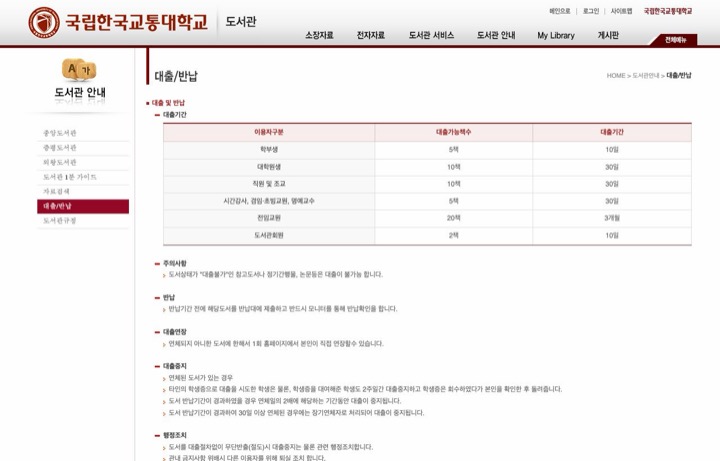 국립한국교통대학교 도서관
메인으로 | 로그인 | 사이트맵 국립한국교통대학교
소장자료 전자자료 도서관 서비스 도서관 안내 My Library 게시판
전체메뉴
A 가
도서관 안내
중앙도서관
증평도서관
의왕도서관
도서관 1분 가이드
자료검색
대출/반납
도서관규정
대출/반납
HOME > 도서관안내 > 대출/반납
대출 및 반납
대출기간
이용자구분 대출가능책수 대출기간
학부생 5책 10일
대학원생 10책 30일
직원 및 조교 10책 30일
시간강사, 겸임·초빙교원, 명예교수 5책 30일
전임교원 20책 3개월
도서관회원 2책 10일
주의사항
도서상태가 "대출불가"인 참고도서나 정기간행물, 논문등은 대출이 불가능 합니다.
반납
반납기간 전에 해당도서를 반납대에 제출하고 반드시 모니터를 통해 반납확인을 합니다.
대출연장
연체되지 아니한 도서에 한해서 1회 홈페이지에서 본인이 직접 연장할수 있습니다.
대출중지
연체된 도서가 있는 경우
타인의 학생증으로 대출을 시도한 학생은 물론, 학생증을 대여해준 학생도 2주일간 대출중지하고 학생증은 회수하였다가 본인을 확인한 후 돌려줍니다.
도서 반납기간이 경과하였을 경우 연체일의 2배에 해당하는 기간동안 대출이 중지됩니다.
도서 반납기간이 경과하여 30일 이상 연체된 경우에는 장기연체자로 처리되어 대출이 중지됩니다.
행정조치
도서를 대출절차없이 무단반출(절도)시 대출중지는 물론 관련 행정조치합니다.
관내 금지사항 위배시 다른 이용자를 위해 퇴실 조치 합니다.